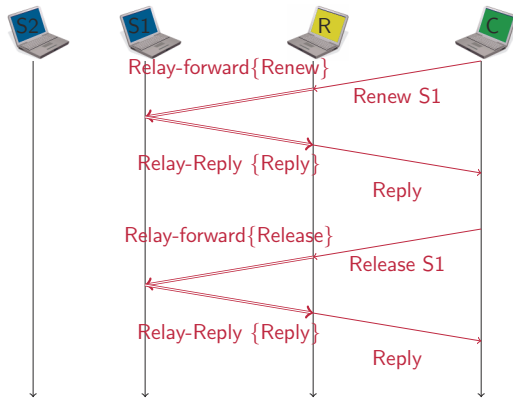 S2 S1 R C
Relay-forward{Renew}
Renew S1
Relay-Reply {Reply}
Reply
Relay-forward{Release}
Release S1
Relay-Reply {Reply}
Reply